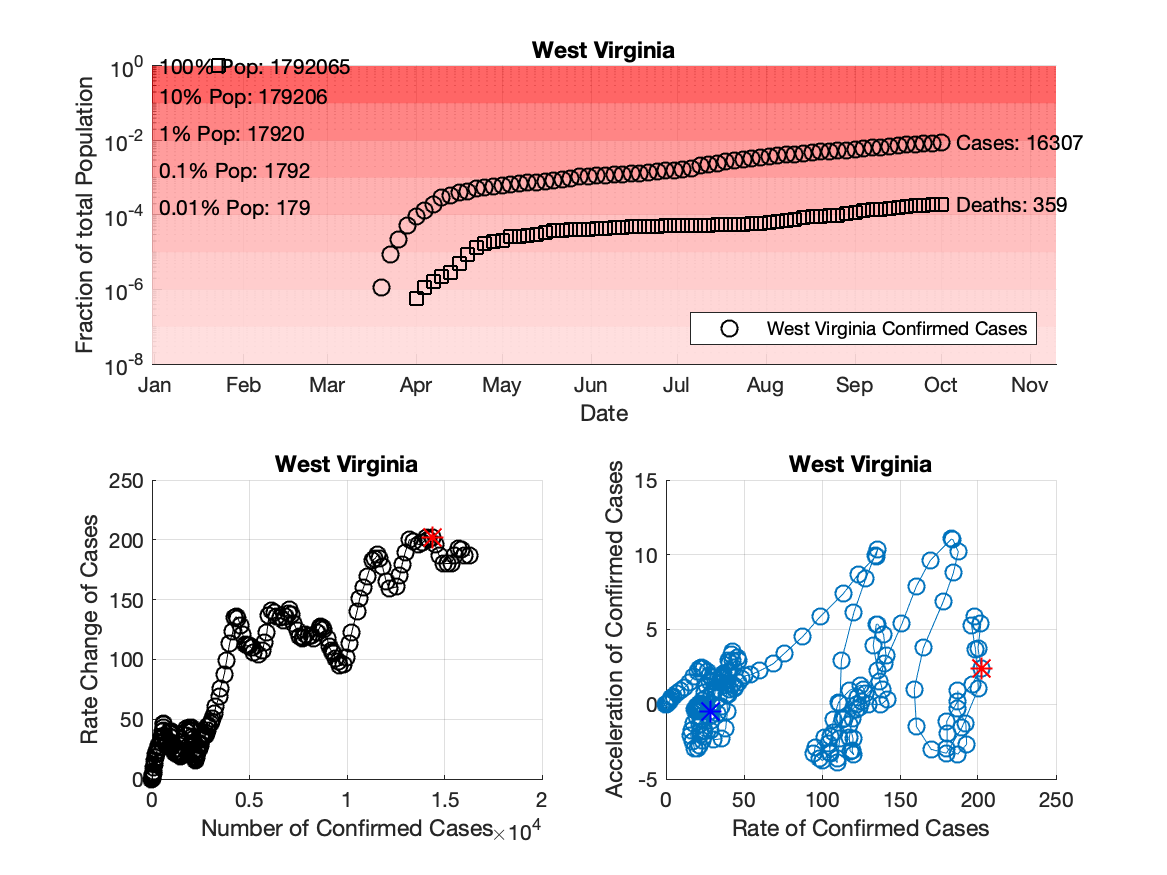 West Virginia
10^0
10^-2
10^-4
10^-6
10^-8
Fraction of total Population
100% Pop: 1792065
10% Pop: 179206
1% Pop: 17920
0.1% Pop: 1792
0.01% Pop: 179
Cases: 16307
Deaths: 359
West Virginia Confirmed Cases
Jan Feb Mar Apr May Jun Jul Aug Sep Oct Nov
Date
West Virginia
250
200
150
100
50
0
Rate Change of Cases
0 0.5 1 1.5 2
Number of Confirmed Cases ×10^4
West Virginia
15
10
5
0
-5
Acceleration of Confirmed Cases
0 50 100 150 200 250
Rate of Confirmed Cases